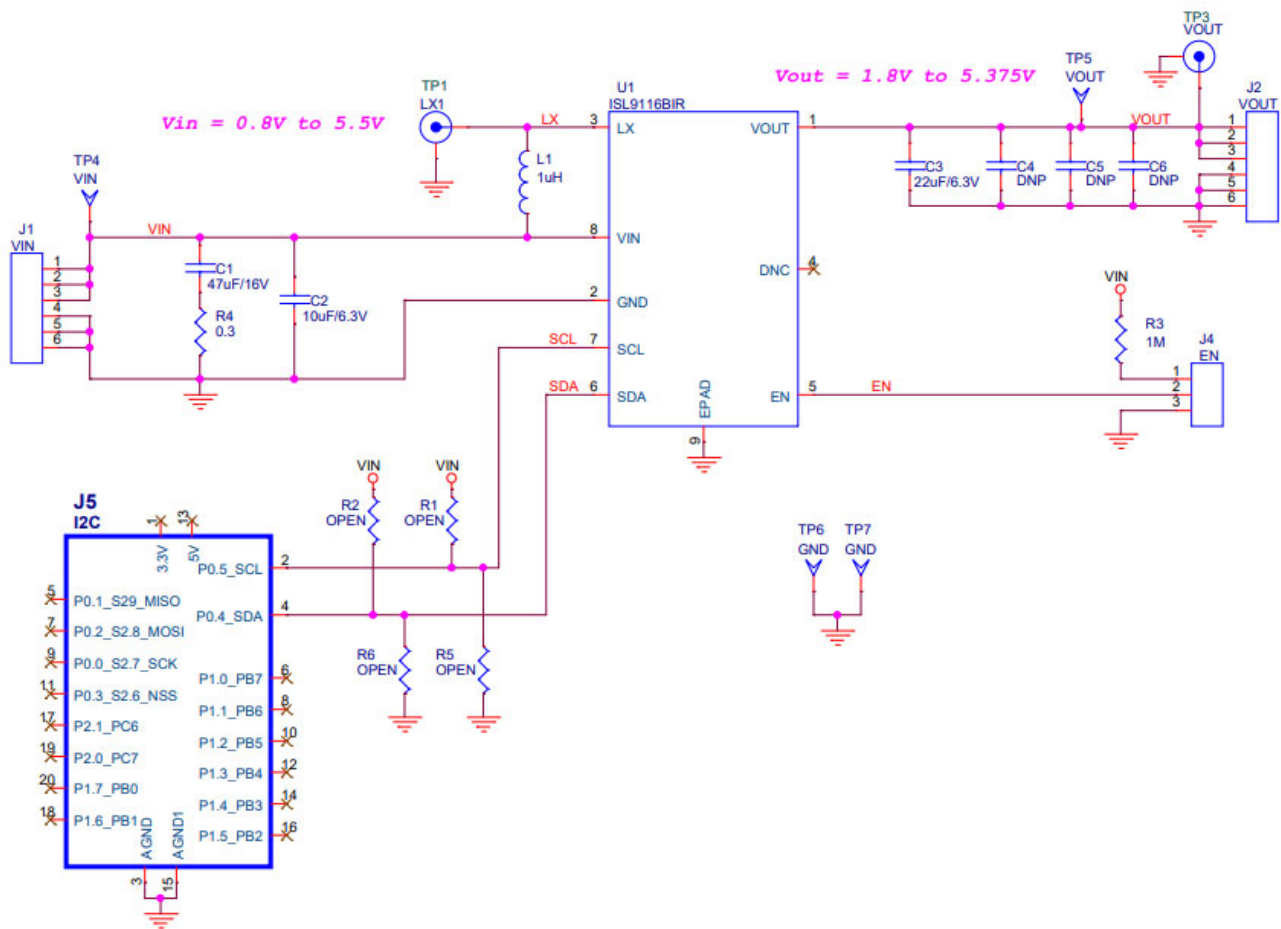 TP3
VOUT
TP5
VOUT
Vout = 1.8V to 5.375V
J2
VOUT
TP1
LX1
U1
ISL9116BIR
Vin = 0.8V to 5.5V
LX 3 LX
VOUT 1
VOUT
1
2
3
4
5
6
L1
1uH
C3
22uF/6.3V
C4
DNP
C5
DNP
C6
DNP
TP4
VIN
J1
VIN
1
2
3
4
5
6
VIN
8 VIN
DNC 4
C1
47uF/16V
R4
0.3
C2
10uF/6.3V
2 GND
SCL 7 SCL
SDA 6 SDA
EPAD
9
EN 5 EN
VIN
R3
1M
J4
EN
1
2
3
VIN
VIN
R2
OPEN
R1
OPEN
J5
I2C
1
13
3.3V
5V
P0.5_SCL 2
P0.4_SDA 4
5 P0.1_S29_MISO
7 P0.2_S2.8_MOSI
9 P0.0_S2.7_SCK
11 P0.3_S2.6_NSS
17 P2.1_PC6
19 P2.0_PC7
20 P1.7_PB0
18 P1.6_PB1
P1.0_PB7 6
P1.1_PB6 8
P1.2_PB5 10
P1.3_PB4 12
P1.4_PB3 14
P1.5_PB2 16
AGND
AGND1
3
15
R6
OPEN
R5
OPEN
TP6
GND
TP7
GND